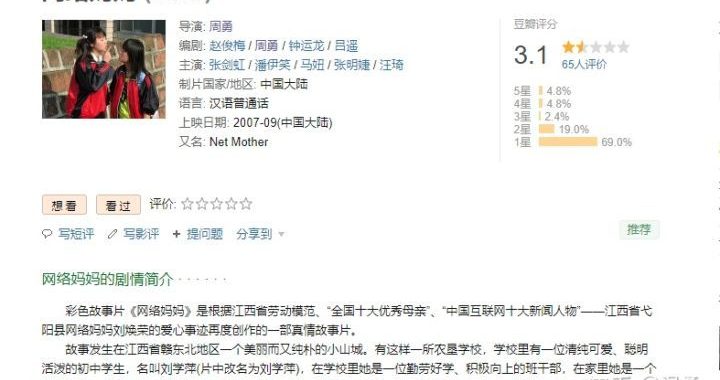 导演: 周勇
编剧: 赵俊梅 / 周勇 / 钟运龙 / 吕遥
主演: 张剑虹 / 潘伊笑 / 马妞 / 张明婕 / 汪琦
制片国家/地区: 中国大陆
语言: 汉语普通话
上映日期: 2007-09(中国大陆)
又名: Net Mother
豆瓣评分
3.1
65人评价
5星 4.8%
4星 4.8%
3星 2.4%
2星 19.0%
1星 69.0%
想看 看过 评价:
写短评 写影评 提问题 分享到
推荐
网络妈妈的剧情简介 · · · · · ·
彩色故事片《网络妈妈》是根据江西省劳动模范、“全国十大优秀母亲”、“中国互联网十大新闻人物”——江西省弋
阳县网络妈妈刘焕荣的爱心事迹再度创作的一部真情故事片。
故事发生在江西省赣东北地区一个美丽而又纯朴的小山城。有这样一所农垦学校，学校里有一位清纯可爱、聪明
活泼的初中学生，名叫刘学萍(片中改名为刘学萍)，在学校里她是一位勤劳好学、积极向上的班干部，在家里她是一个